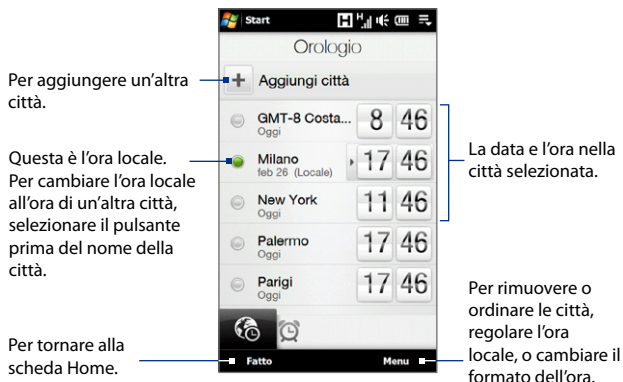 Start
Orologio
Aggiungi città
GMT-8 Costa...
Oggi
8 46
Milano
feb 26 (Locale)
17 46
New York
Oggi
11 46
Palermo
Oggi
17 46
Parigi
Oggi
17 46
Fatto
Menu
Per aggiungere un'altra
città.
Questa è l'ora locale.
Per cambiare l'ora locale
all'ora di un'altra città,
selezionare il pulsante
prima del nome della
città.
Per tornare alla
scheda Home.
La data e l'ora nella
città selezionata.
Per rimuovere o
ordinare le città,
regolare l'ora
locale, o cambiare il
formato dell'ora.